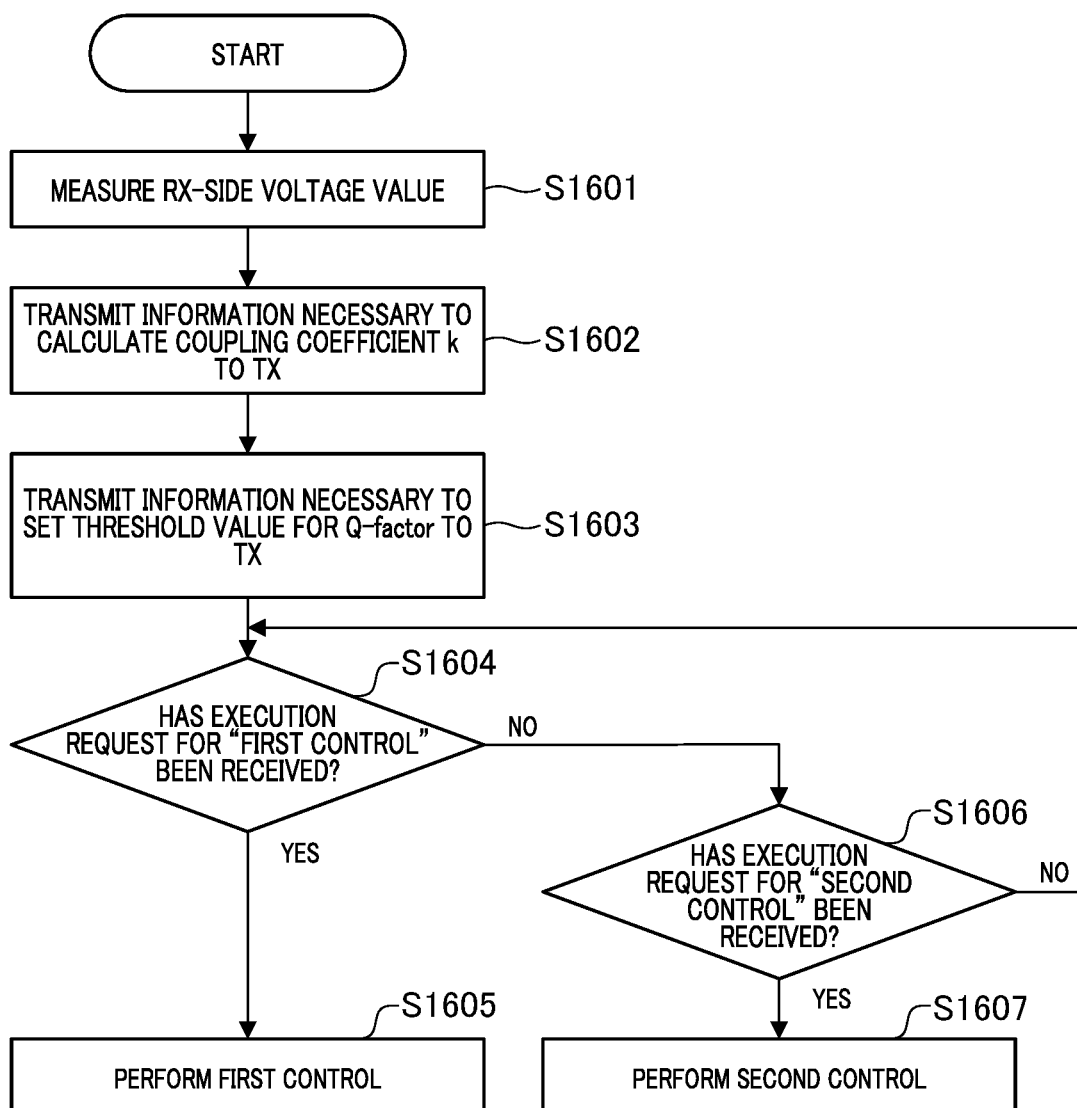 START
MEASURE RX-SIDE VOLTAGE VALUE
S1601
TRANSMIT INFORMATION NECESSARY TO
CALCULATE COUPLING COEFFICIENT k
TO TX
S1602
TRANSMIT INFORMATION NECESSARY TO
SET THRESHOLD VALUE FOR Q-factor TO
TX
S1603
S1604
HAS EXECUTION
REQUEST FOR “FIRST CONTROL”
BEEN RECEIVED?
NO
YES
S1606
HAS EXECUTION
REQUEST FOR “SECOND
CONTROL” BEEN
RECEIVED?
NO
YES
S1605
PERFORM FIRST CONTROL
S1607
PERFORM SECOND CONTROL